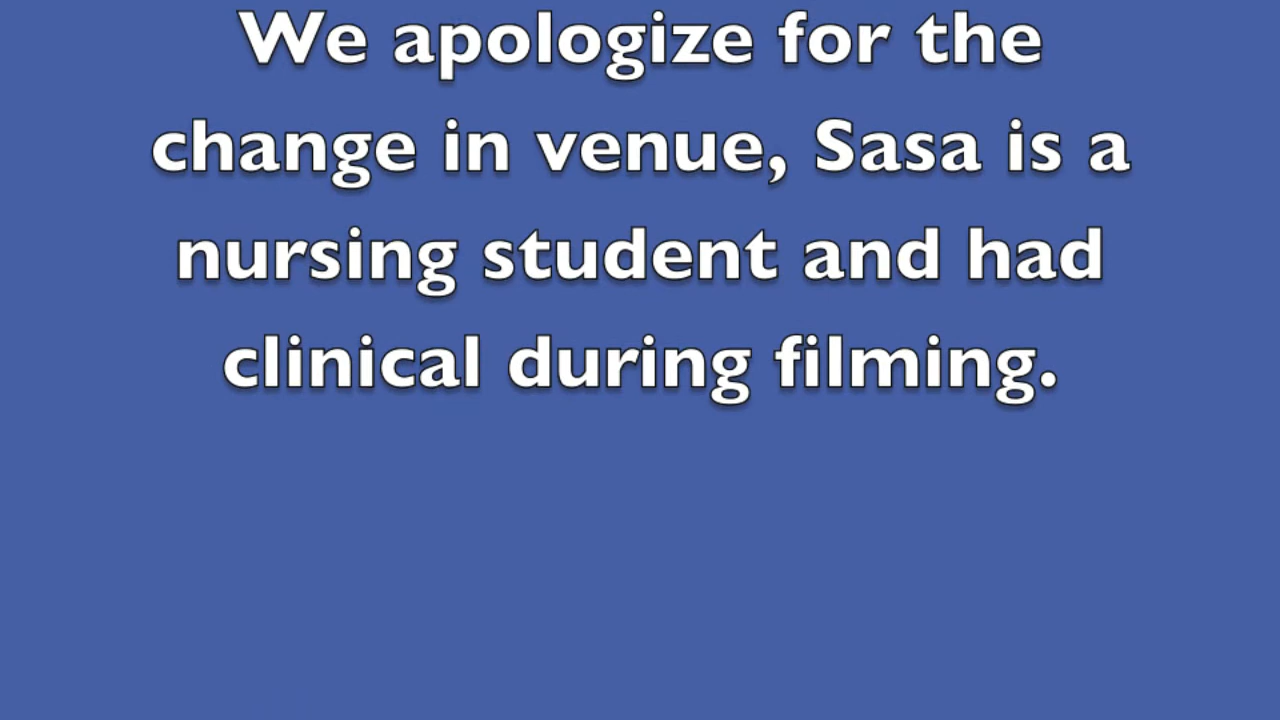 We apologize for the
change in venue, Sasa is a
nursing student and had
clinical during filming.